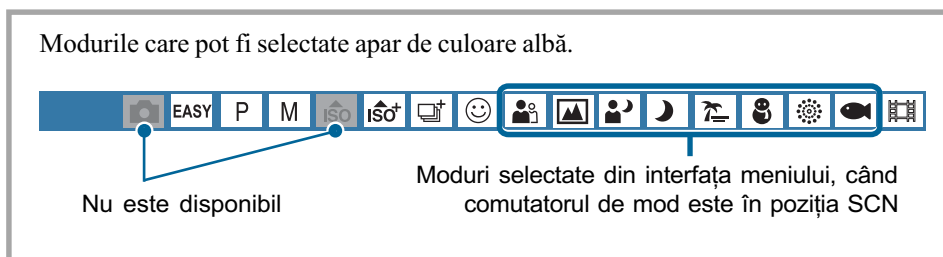 Modurile care pot fi selectate apar de culoare albă.
EASY P M ISO ISO+
Nu este disponibil
Moduri selectate din interfața meniului, când
comutatorul de mod este în poziția SCN